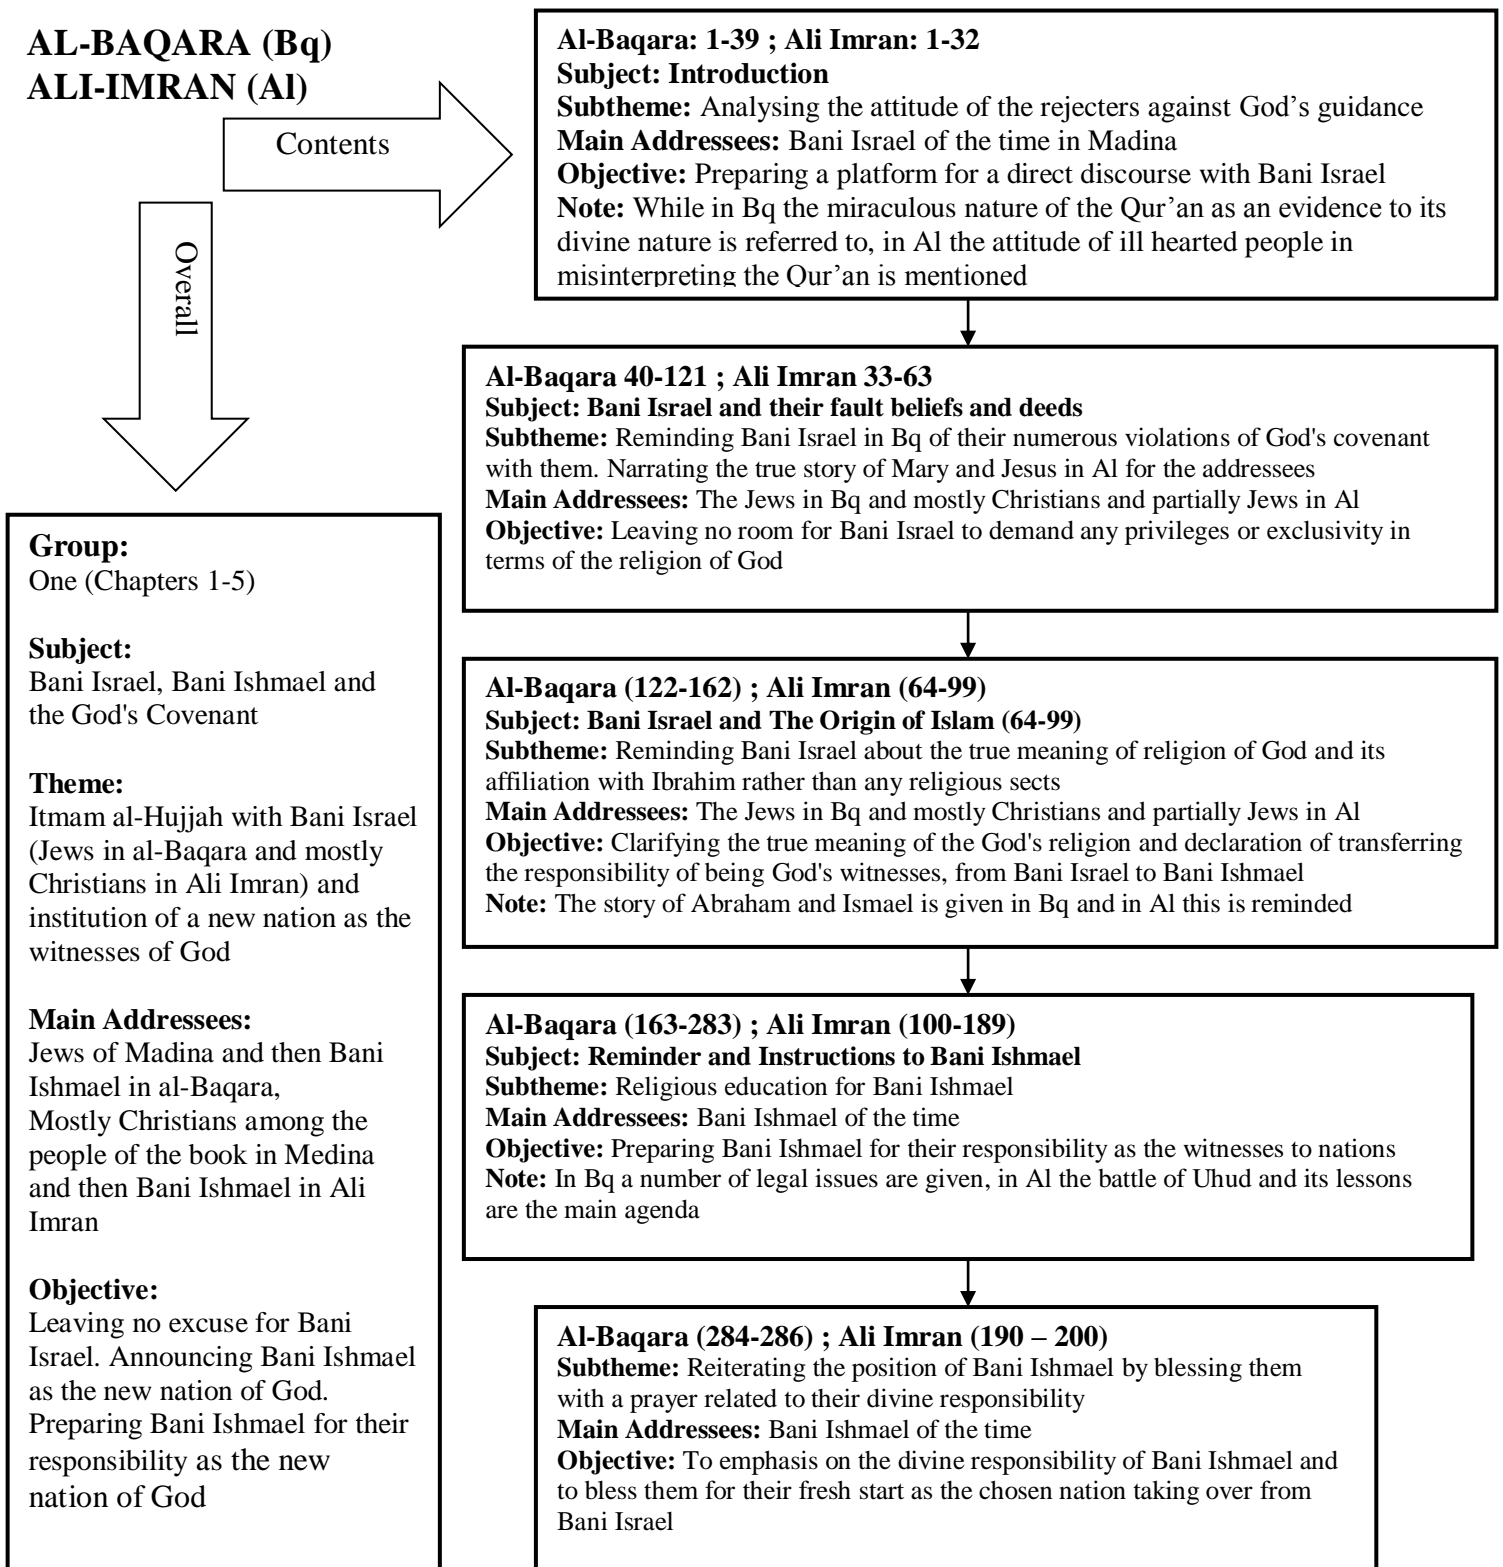 AL-BAQARA (Bq)
ALI-IMRAN (Al)
Contents
Overall
Group:
One (Chapters 1-5)
Subject:
Bani Israel, Bani Ishmael and
the God's Covenant
Theme:
Itmam al-Hujjah with Bani Israel
(Jews in al-Baqara and mostly
Christians in Ali Imran) and
institution of a new nation as the
witnesses of God
Main Addressees:
Jews of Madina and then Bani
Ishmael in al-Baqara,
Mostly Christians among the
people of the book in Medina
and then Bani Ishmael in Ali
Imran
Objective:
Leaving no excuse for Bani
Israel. Announcing Bani Ishmael
as the new nation of God.
Preparing Bani Ishmael for their
responsibility as the new
nation of God
Al-Baqara: 1-39 ; Ali Imran: 1-32
Subject: Introduction
Subtheme: Analysing the attitude of the rejecters against God’s guidance
Main Addressees: Bani Israel of the time in Madina
Objective: Preparing a platform for a direct discourse with Bani Israel
Note: While in Bq the miraculous nature of the Qur’an as an evidence to its
divine nature is referred to, in Al the attitude of ill hearted people in
misinterpreting the Qur’an is mentioned
Al-Baqara 40-121 ; Ali Imran 33-63
Subject: Bani Israel and their fault beliefs and deeds
Subtheme: Reminding Bani Israel in Bq of their numerous violations of God's covenant
with them. Narrating the true story of Mary and Jesus in Al for the addressees
Main Addressees: The Jews in Bq and mostly Christians and partially Jews in Al
Objective: Leaving no room for Bani Israel to demand any privileges or exclusivity in
terms of the religion of God
Al-Baqara (122-162) ; Ali Imran (64-99)
Subject: Bani Israel and The Origin of Islam (64-99)
Subtheme: Reminding Bani Israel about the true meaning of religion of God and its
affiliation with Ibrahim rather than any religious sects
Main Addressees: The Jews in Bq and mostly Christians and partially Jews in Al
Objective: Clarifying the true meaning of the God's religion and declaration of transferring
the responsibility of being God's witnesses, from Bani Israel to Bani Ishmael
Note: The story of Abraham and Ismael is given in Bq and in Al this is reminded
Al-Baqara (163-283) ; Ali Imran (100-189)
Subject: Reminder and Instructions to Bani Ishmael
Subtheme: Religious education for Bani Ishmael
Main Addressees: Bani Ishmael of the time
Objective: Preparing Bani Ishmael for their responsibility as the witnesses to nations
Note: In Bq a number of legal issues are given, in Al the battle of Uhud and its lessons
are the main agenda
Al-Baqara (284-286) ; Ali Imran (190 – 200)
Subtheme: Reiterating the position of Bani Ishmael by blessing them
with a prayer related to their divine responsibility
Main Addressees: Bani Ishmael of the time
Objective: To emphasis on the divine responsibility of Bani Ishmael and
to bless them for their fresh start as the chosen nation taking over from
Bani Israel